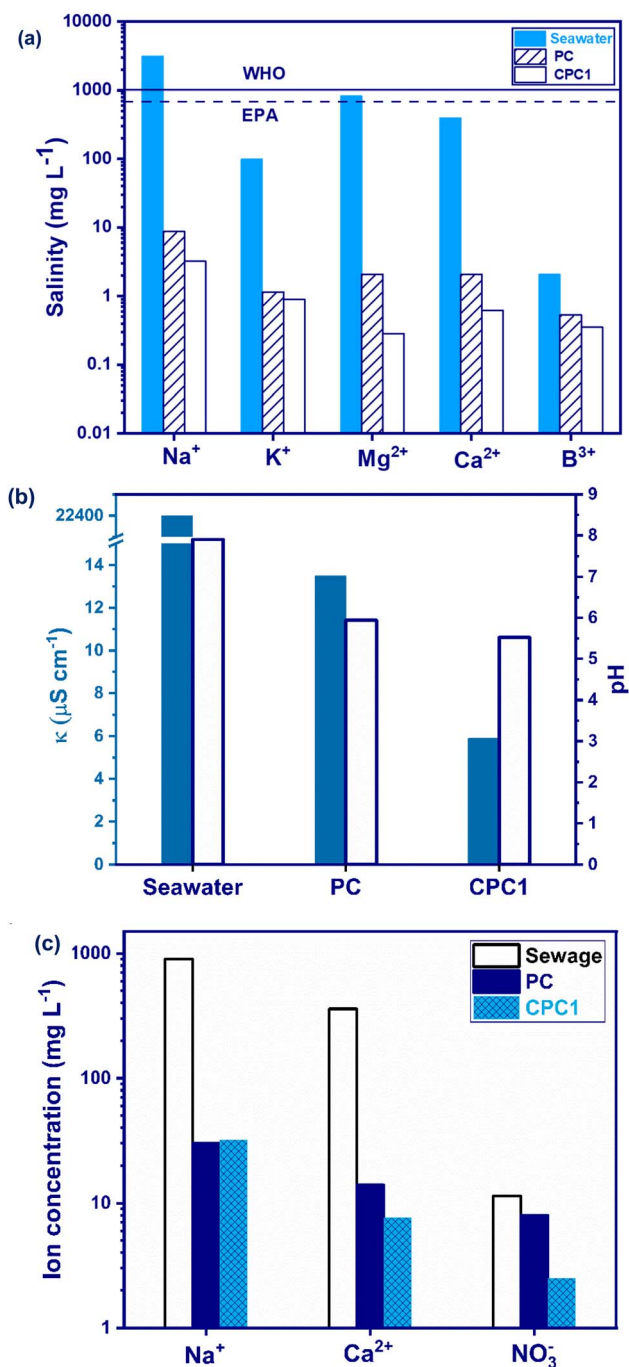 (a)
Salinity (mg L⁻¹)
10000
1000
100
10
1
0.1
0.01
Seawater
PC
CPC1
WHO
EPA
Na⁺ K⁺ Mg²⁺ Ca²⁺ B³⁺
(b)
κ (μS cm⁻¹)
22400
14
12
10
8
6
4
2
0
9
8
7
6
5
4
3
2
1
0
pH
Seawater PC CPC1
(c)
Ion concentration (mg L⁻¹)
1000
100
10
1
Sewage
PC
CPC1
Na⁺ Ca²⁺ NO₃⁻